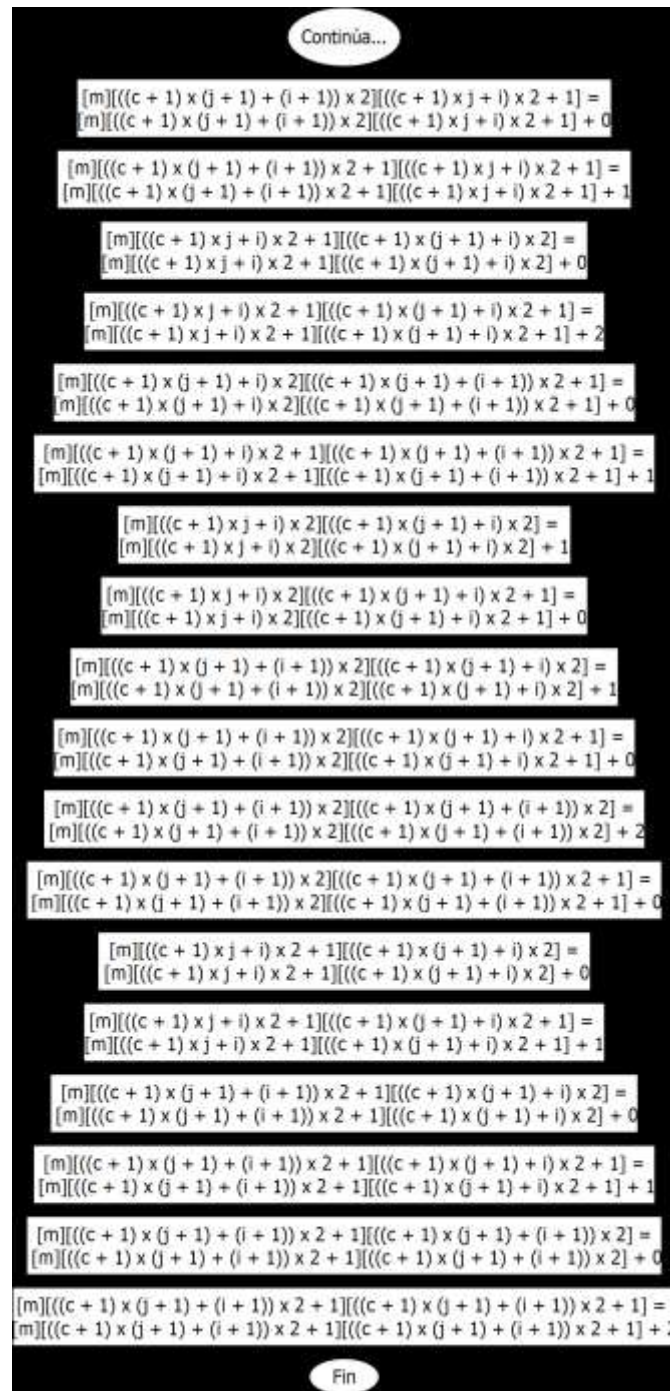 Continúa...
[m][((c + 1) x (j + 1) + (i + 1)) x 2][((c + 1) x j + i) x 2 + 1] =
[m][((c + 1) x (j + 1) + (i + 1)) x 2][((c + 1) x j + i) x 2 + 1] + 0
[m][((c + 1) x (j + 1) + (i + 1)) x 2 + 1][((c + 1) x j + i) x 2 + 1] =
[m][((c + 1) x (j + 1) + (i + 1)) x 2 + 1][((c + 1) x j + i) x 2 + 1] + 1
[m][((c + 1) x j + i) x 2 + 1][((c + 1) x (j + 1) + i) x 2] =
[m][((c + 1) x j + i) x 2 + 1][((c + 1) x (j + 1) + i) x 2] + 0
[m][((c + 1) x j + i) x 2 + 1][((c + 1) x (j + 1) + i) x 2 + 1] =
[m][((c + 1) x j + i) x 2 + 1][((c + 1) x (j + 1) + i) x 2 + 1] + 2
[m][((c + 1) x (j + 1) + i) x 2][((c + 1) x (j + 1) + (i + 1)) x 2 + 1] =
[m][((c + 1) x (j + 1) + i) x 2][((c + 1) x (j + 1) + (i + 1)) x 2 + 1] + 0
[m][((c + 1) x (j + 1) + i) x 2 + 1][((c + 1) x (j + 1) + (i + 1)) x 2 + 1] =
[m][((c + 1) x (j + 1) + i) x 2 + 1][((c + 1) x (j + 1) + (i + 1)) x 2 + 1] + 1
[m][((c + 1) x j + i) x 2][((c + 1) x (j + 1) + i) x 2] =
[m][((c + 1) x j + i) x 2][((c + 1) x (j + 1) + i) x 2] + 1
[m][((c + 1) x j + i) x 2][((c + 1) x (j + 1) + i) x 2 + 1] =
[m][((c + 1) x j + i) x 2][((c + 1) x (j + 1) + i) x 2 + 1] + 0
[m][((c + 1) x (j + 1) + (i + 1)) x 2][((c + 1) x (j + 1) + i) x 2] =
[m][((c + 1) x (j + 1) + (i + 1)) x 2][((c + 1) x (j + 1) + i) x 2] + 1
[m][((c + 1) x (j + 1) + (i + 1)) x 2][((c + 1) x (j + 1) + i) x 2 + 1] =
[m][((c + 1) x (j + 1) + (i + 1)) x 2][((c + 1) x (j + 1) + i) x 2 + 1] + 0
[m][((c + 1) x (j + 1) + (i + 1)) x 2][((c + 1) x (j + 1) + (i + 1)) x 2] =
[m][((c + 1) x (j + 1) + (i + 1)) x 2][((c + 1) x (j + 1) + (i + 1)) x 2] + 2
[m][((c + 1) x (j + 1) + (i + 1)) x 2][((c + 1) x (j + 1) + (i + 1)) x 2 + 1] =
[m][((c + 1) x (j + 1) + (i + 1)) x 2][((c + 1) x (j + 1) + (i + 1)) x 2 + 1] + 0
[m][((c + 1) x j + i) x 2 + 1][((c + 1) x (j + 1) + i) x 2] =
[m][((c + 1) x j + i) x 2 + 1][((c + 1) x (j + 1) + i) x 2] + 0
[m][((c + 1) x j + i) x 2 + 1][((c + 1) x (j + 1) + i) x 2 + 1] =
[m][((c + 1) x j + i) x 2 + 1][((c + 1) x (j + 1) + i) x 2 + 1] + 1
[m][((c + 1) x (j + 1) + (i + 1)) x 2 + 1][((c + 1) x (j + 1) + i) x 2] =
[m][((c + 1) x (j + 1) + (i + 1)) x 2 + 1][((c + 1) x (j + 1) + i) x 2] + 0
[m][((c + 1) x (j + 1) + (i + 1)) x 2 + 1][((c + 1) x (j + 1) + i) x 2 + 1] =
[m][((c + 1) x (j + 1) + (i + 1)) x 2 + 1][((c + 1) x (j + 1) + i) x 2 + 1] + 1
[m][((c + 1) x (j + 1) + (i + 1)) x 2 + 1][((c + 1) x (j + 1) + (i + 1)) x 2] =
[m][((c + 1) x (j + 1) + (i + 1)) x 2 + 1][((c + 1) x (j + 1) + (i + 1)) x 2] + 0
[m][((c + 1) x (j + 1) + (i + 1)) x 2 + 1][((c + 1) x (j + 1) + (i + 1)) x 2 + 1] =
[m][((c + 1) x (j + 1) + (i + 1)) x 2 + 1][((c + 1) x (j + 1) + (i + 1)) x 2 + 1] +
Fin